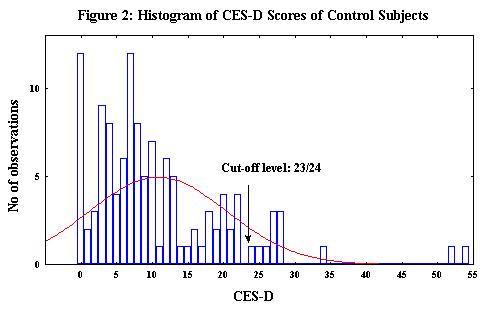 Figure 2: Histogram of CES-D Scores of Control Subjects
10
Cut-off level: 23/24
No of observations
5
0
0 5 10 15 20 25 30 35 40 45 50 55
CES-D